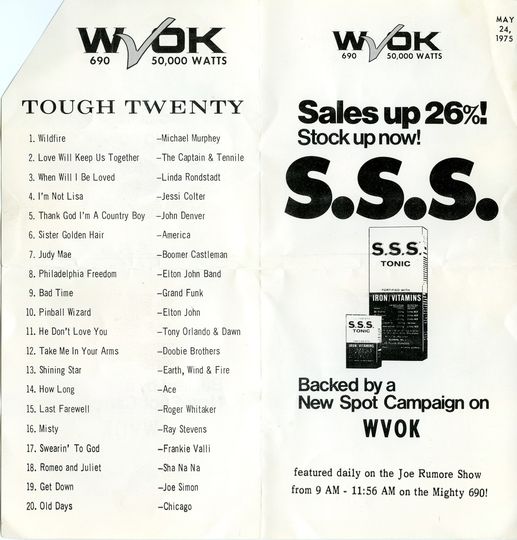 WVOK
690 50,000 WATTS
TOUGH TWENTY
1. Wildfire –Michael Murphey
2. Love Will Keep Us Together –The Captain & Tennile
3. When Will I Be Loved –Linda Rondstadt
4. I'm Not Lisa –Jessi Colter
5. Thank God I'm A Country Boy –John Denver
6. Sister Golden Hair –America
7. Judy Mae –Boomer Castleman
8. Philadelphia Freedom –Elton John Band
9. Bad Time –Grand Funk
10. Pinball Wizard –Elton John
11. He Don't Love You –Tony Orlando & Dawn
12. Take Me In Your Arms –Doobie Brothers
13. Shining Star –Earth, Wind & Fire
14. How Long –Ace
15. Last Farewell –Roger Whitaker
16. Misty –Ray Stevens
17. Swearin' To God –Frankie Valli
18. Romeo and Juliet –Sha Na Na
19. Get Down –Joe Simon
20. Old Days –Chicago
WVOK
690 50,000 WATTS
MAY
24,
1975
Sales up 26%!
Stock up now!
S.S.S.
S.S.S.
TONIC
IRON/VITAMINS
S.S.S.
TONIC
IRON/VITAMINS
Backed by a
New Spot Campaign on
WVOK
featured daily on the Joe Rumore Show
from 9 AM - 11:56 AM on the Mighty 690!